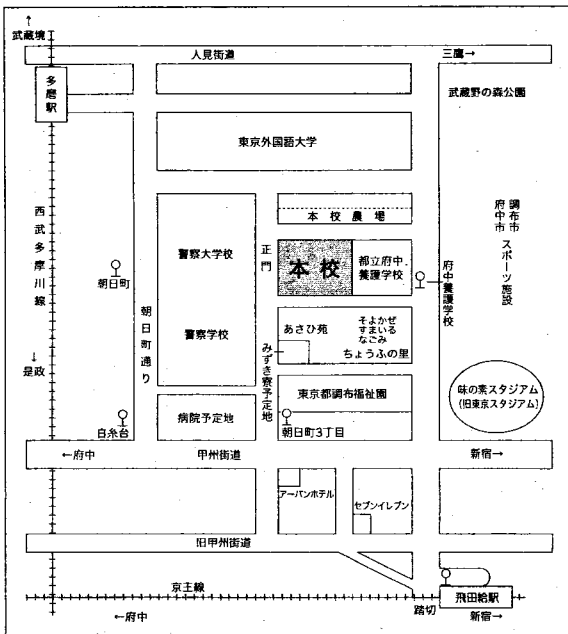 ↑
武蔵境
人見街道
三鷹→
多磨駅
武蔵野の森公園
東京外国語大学
西武多摩川線
本校農場
調布市
府中市
スポーツ施設
警察大学校
正門
本校
都立府中.
養護学校
朝日町
府中養護学校
朝日町通り
警察学校
あさひ苑
そよかぜ
すまいる
なごみ
ちょうふの里
↓
是政
みずき寮予定地
味の素スタジアム
(旧東京スタジアム)
東京都調布福祉園
病院予定地
白糸台
朝日町3丁目
←府中
甲州街道
新宿→
アーバンホテル
セブンイレブン
旧甲州街道
京王線
踏切
飛田給駅
←府中
新宿→